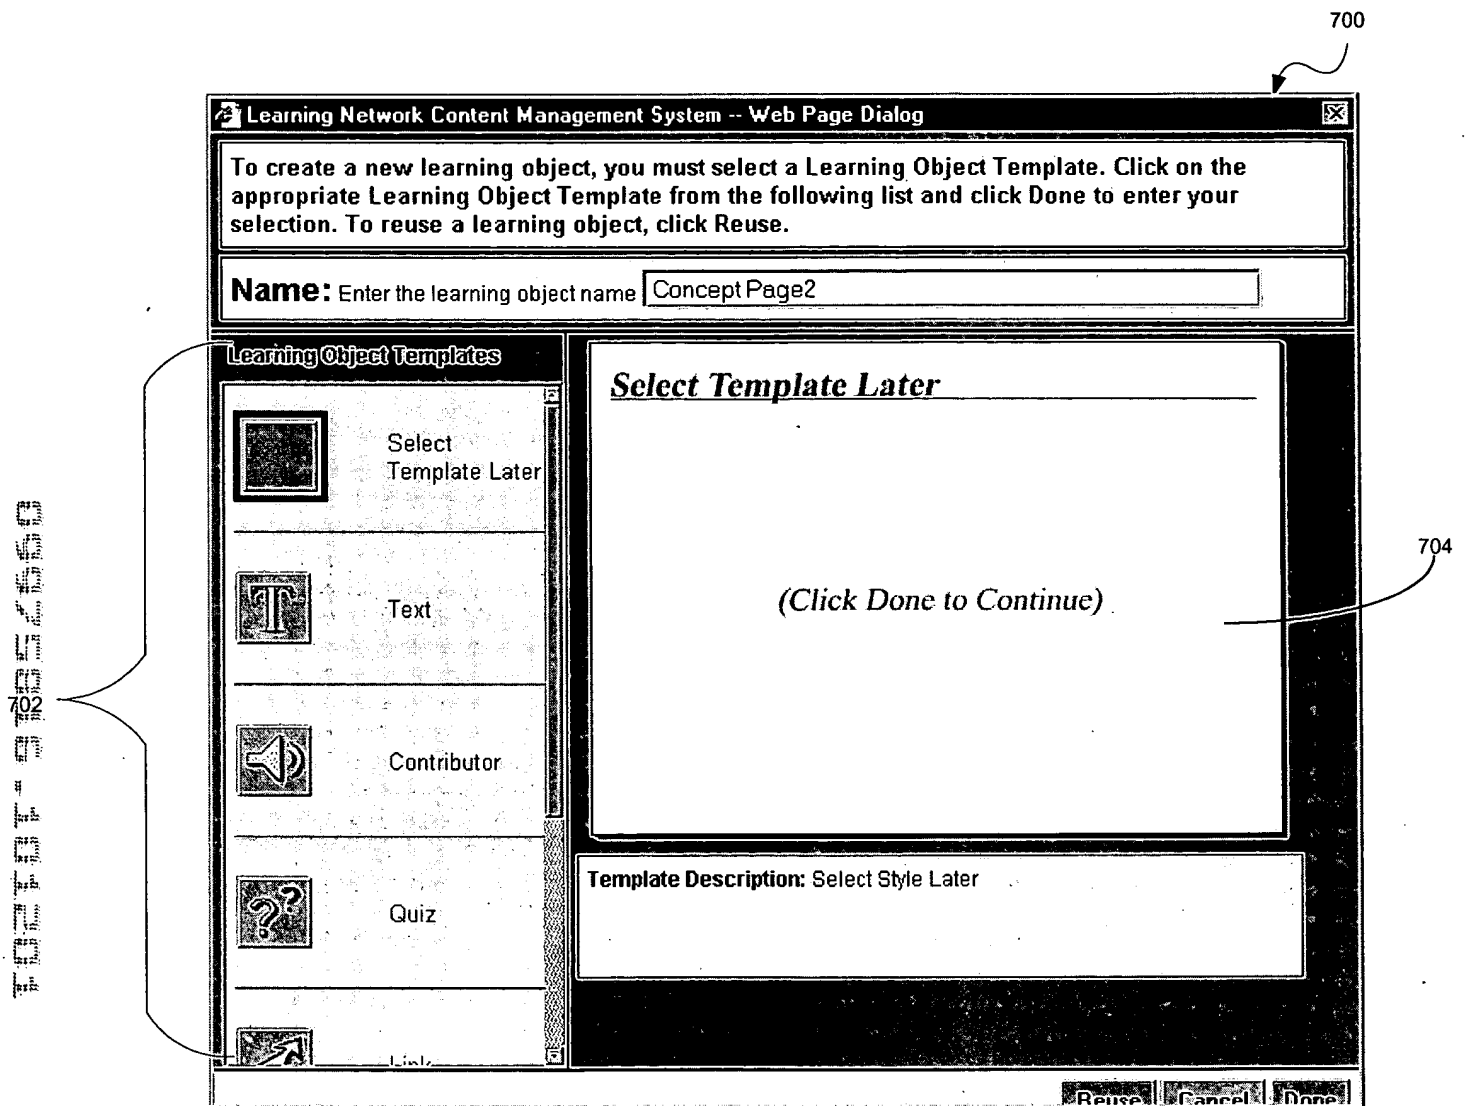 700
Learning Network Content Management System -- Web Page Dialog
To create a new learning object, you must select a Learning Object Template. Click on the
appropriate Learning Object Template from the following list and click Done to enter your
selection. To reuse a learning object, click Reuse.
Name: Enter the learning object name Concept Page2
Learning Object Templates
Select
Template Later
Text
Contributor
Quiz
Link
Select Template Later
(Click Done to Continue)
Template Description: Select Style Later
Reuse Cancel Done
702
704